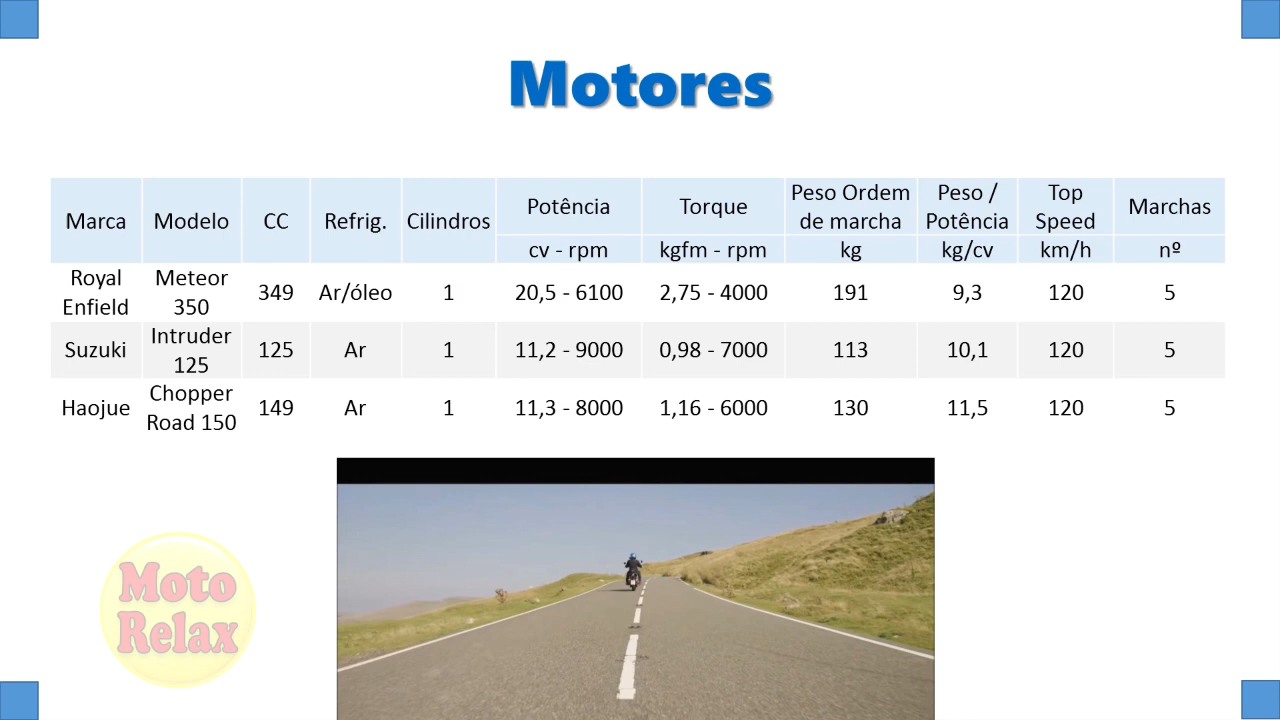 Motores
Marca Modelo CC Refrig. Cilindros Potência Torque Peso Ordem de marcha Peso / Potência Top Speed Marchas
cv - rpm kgfm - rpm kg kg/cv km/h nº
Royal Enfield Meteor 350 349 Ar/óleo 1 20,5 - 6100 2,75 - 4000 191 9,3 120 5
Suzuki Intruder 125 125 Ar 1 11,2 - 9000 0,98 - 7000 113 10,1 120 5
Haojue Chopper Road 150 149 Ar 1 11,3 - 8000 1,16 - 6000 130 11,5 120 5
Moto
Relax